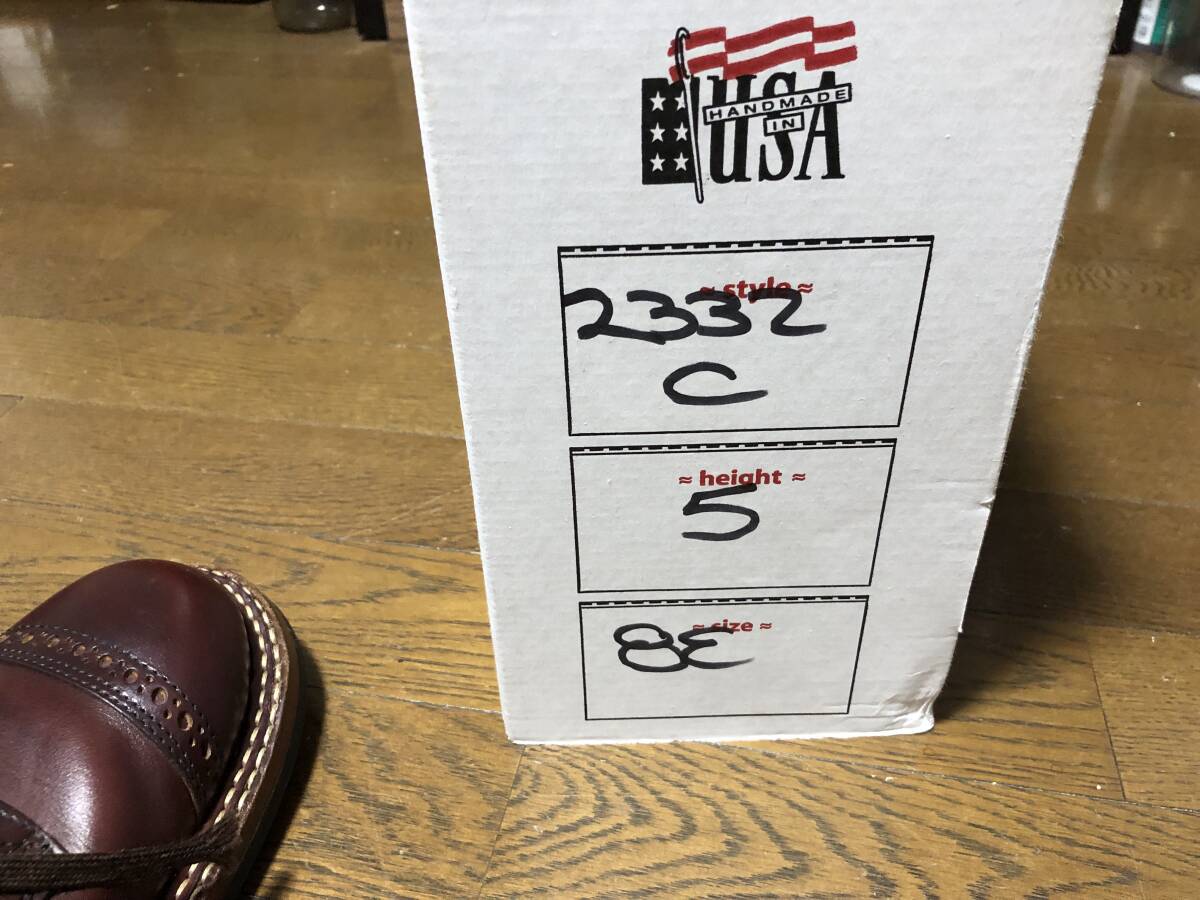 HANDMADE
IN
USA
≈ style ≈
2332
C
≈ height ≈
5
≈ size ≈
8E